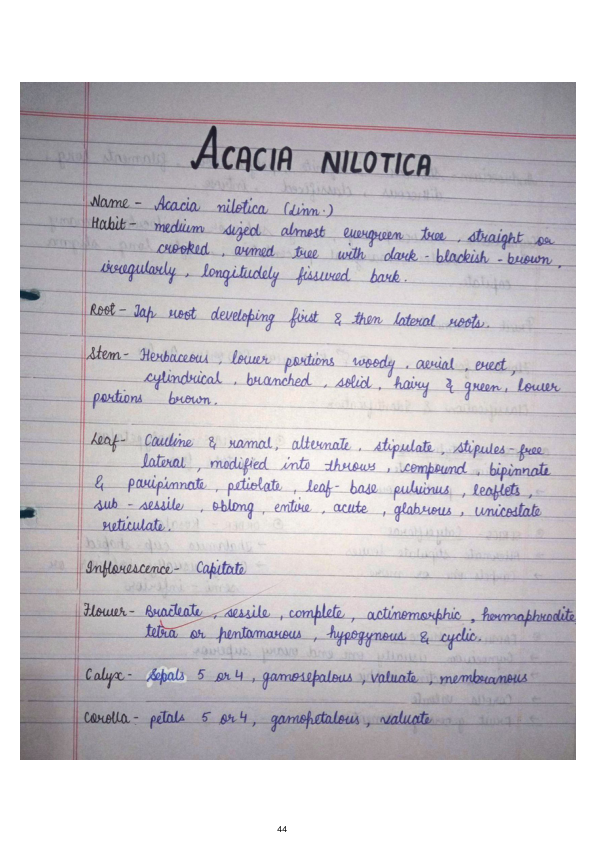 ACACIA NILOTICA
Name - Acacia nilotica (Linn.)
Habit - medium sized almost evergreen tree, straight or
crooked, armed tree with dark - blackish - brown,
irregularly, longitudely fissured bark.
Root - Tap root developing first & then lateral roots.
Stem - Herbaceous lower portions woody, aerial, erect,
cylindrical, branched, solid, hairy & green, lower
portions brown.
Leaf - Cauline & ramal, alternate, stipulate, stipules - free
lateral, modified into throws, compound, bipinnate
& paripinnate, petiolate, leaf - base pulvinus, leaflets,
sub - sessile, oblong, entire, acute, glabrous, unicostate
reticulate.
Inflorescence - Capitate
Flower - Bracteate, sessile, complete, actinomorphic, hermaphrodite,
tetra or pentamarous, hypogynous & cyclic.
Calyx - Sepals 5 or 4, gamosepalous, valuate, membranous
Corolla - petals 5 or 4, gamopetalous, valuate
44